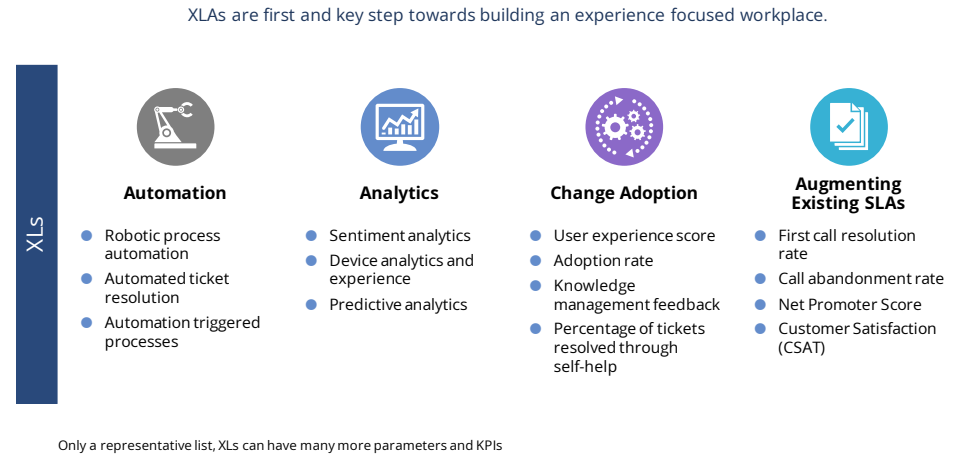 XLAs are first and key step towards building an experience focused workplace.
XLs
Automation
Robotic process
automation
Automated ticket
resolution
Automation triggered
processes
Analytics
Sentiment analytics
Device analytics and
experience
Predictive analytics
Change Adoption
User experience score
Adoption rate
Knowledge
management feedback
Percentage of tickets
resolved through
self-help
Augmenting
Existing SLAs
First call resolution
rate
Call abandonment rate
Net Promoter Score
Customer Satisfaction
(CSAT)
Only a representative list, XLs can have many more parameters and KPIs